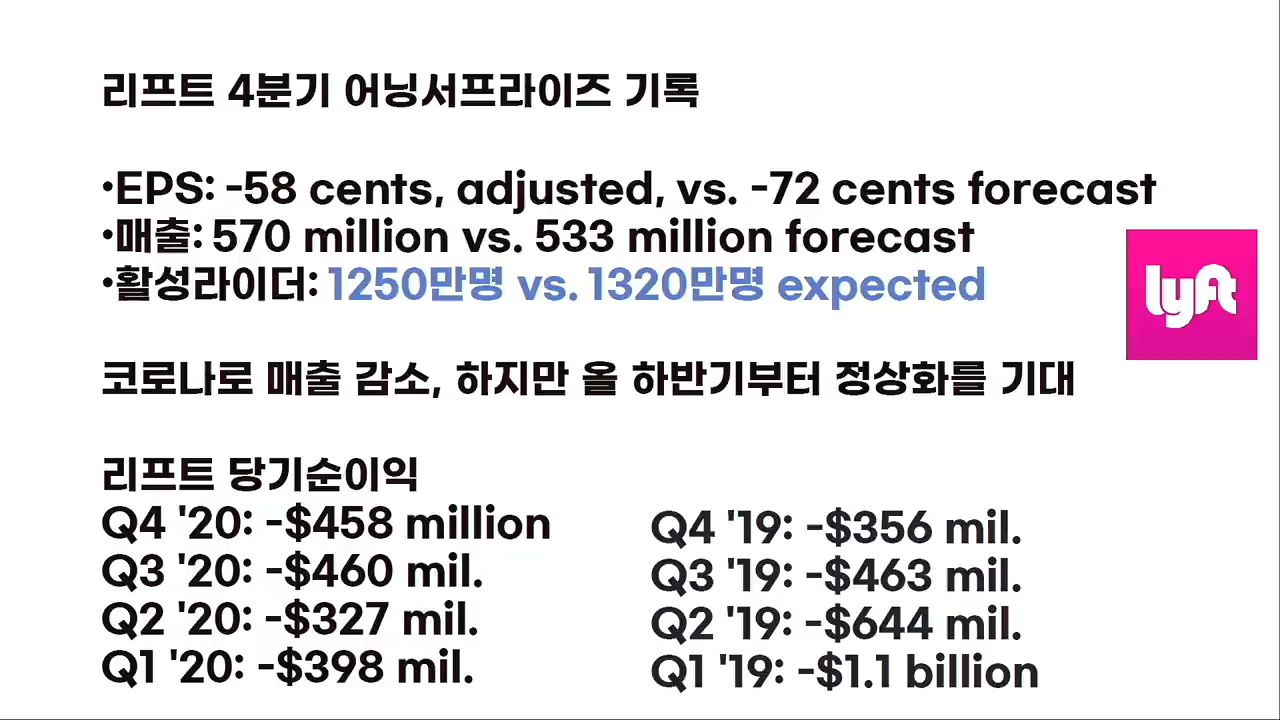 리프트 4분기 어닝서프라이즈 기록
•EPS: -58 cents, adjusted, vs. -72 cents forecast
•매출: 570 million vs. 533 million forecast
•활성라이더: 1250만명 vs. 1320만명 expected
lyft
코로나로 매출 감소, 하지만 올 하반기부터 정상화를 기대
리프트 당기순이익
Q4 '20: -$458 million
Q3 '20: -$460 mil.
Q2 '20: -$327 mil.
Q1 '20: -$398 mil.
Q4 '19: -$356 mil.
Q3 '19: -$463 mil.
Q2 '19: -$644 mil.
Q1 '19: -$1.1 billion